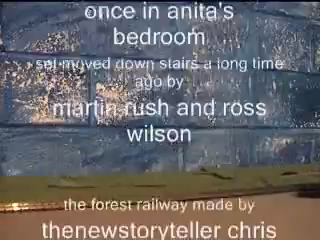 once in anita's
bedroom
set moved down stairs a long time
ago by
martin rush and ross
wilson
the forest railway made by
thenewstoryteller chris